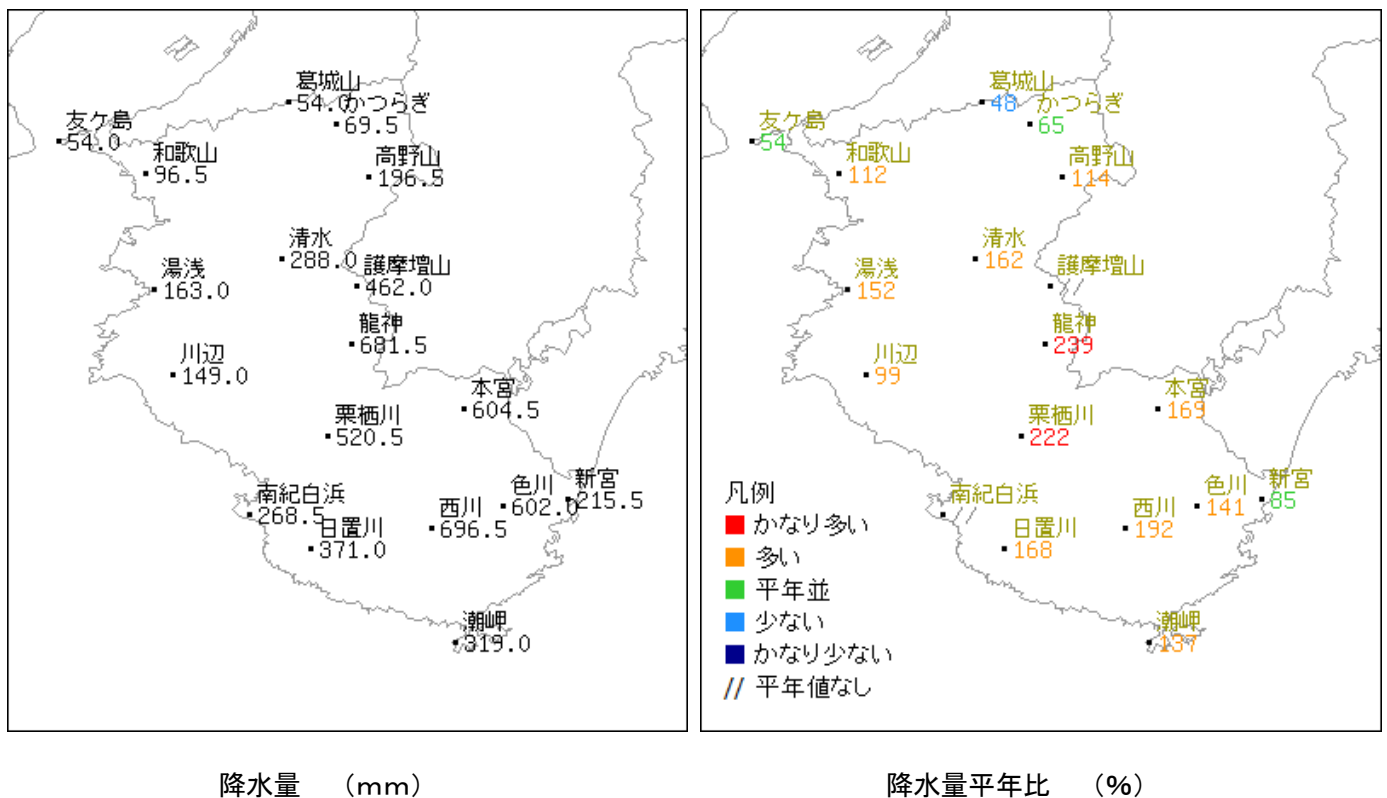 葛城山
54.0
かつらぎ
69.5
友ケ島
54.0
和歌山
96.5
高野山
196.5
清水
288.0
護摩壇山
462.0
湯浅
163.0
龍神
681.5
川辺
149.0
本宮
604.5
栗栖川
520.5
南紀白浜
268.5
日置川
371.0
西川
696.5
色川
602.0
新宮
215.5
潮岬
319.0
降水量 (mm)
葛城山
48
かつらぎ
65
友ケ島
54
和歌山
112
高野山
114
清水
162
護摩壇山
//
湯浅
152
龍神
239
川辺
99
本宮
169
栗栖川
222
南紀白浜
//
日置川
168
西川
192
色川
141
新宮
85
潮岬
137
凡例
かなり多い
多い
平年並
少ない
かなり少ない
// 平年値なし
降水量平年比 (%)